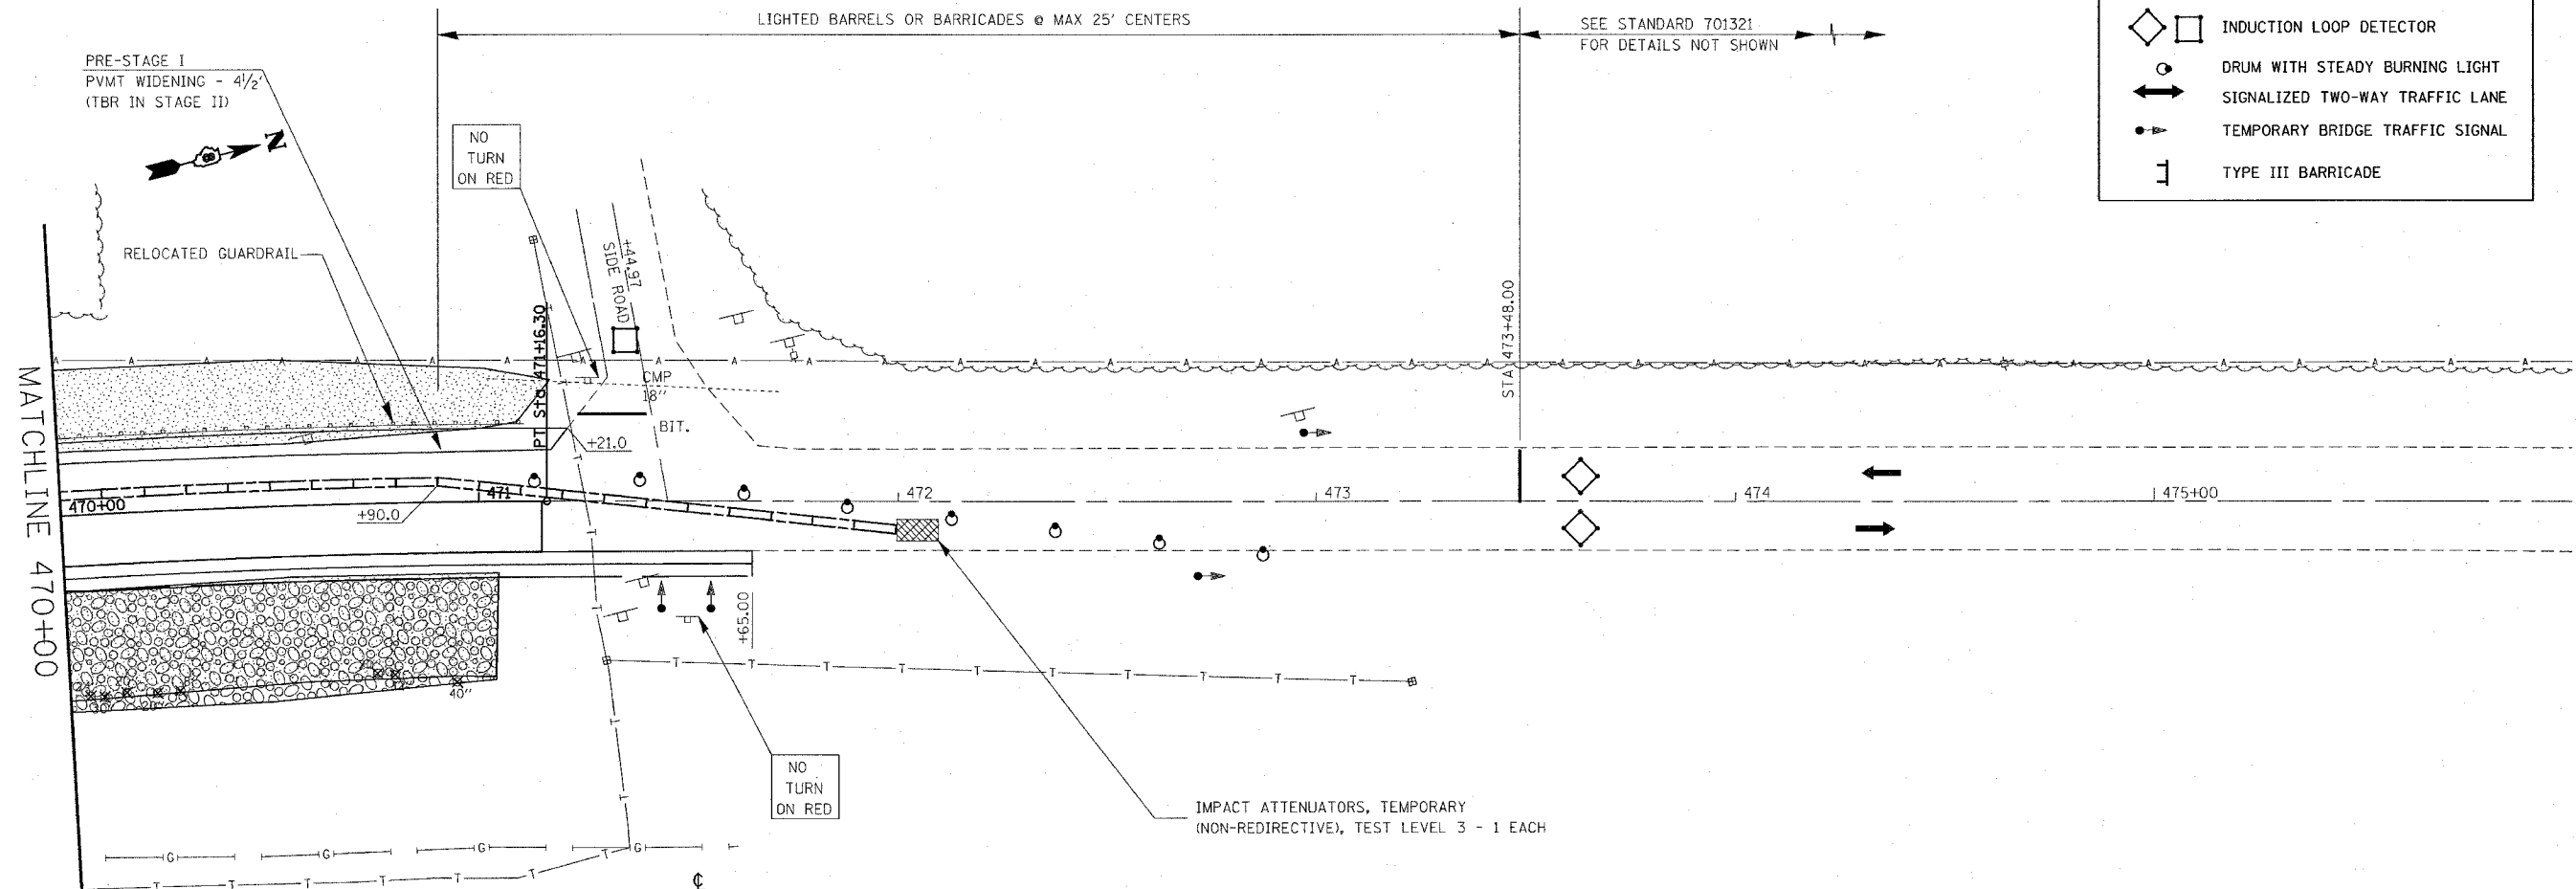 LIGHTED BARRELS OR BARRICADES @ MAX 25' CENTERS
SEE STANDARD 701321
FOR DETAILS NOT SHOWN
INDUCTION LOOP DETECTOR
DRUM WITH STEADY BURNING LIGHT
SIGNALIZED TWO-WAY TRAFFIC LANE
TEMPORARY BRIDGE TRAFFIC SIGNAL
TYPE III BARRICADE
PRE-STAGE I
PVMT WIDENING - 4½'
(TBR IN STAGE II)
N
NO
TURN
ON RED
RELOCATED GUARDRAIL
+44.97
SIDE ROAD
PT Sta 471+16.30
STA 473+48.00
CMP
18"
BIT.
+21.0
MATCHLINE 470+00
470+00
+90.0
471
472
473
474
475+00
+65.00
40"
NO
TURN
ON RED
IMPACT ATTENUATORS, TEMPORARY
(NON-REDIRECTIVE), TEST LEVEL 3 - 1 EACH
A A A A A A A A A A A A A A A A A A A A A A A A A A A A A A A A A A
T T T T T T T T T T
G G G G
T T T T T T T
℄